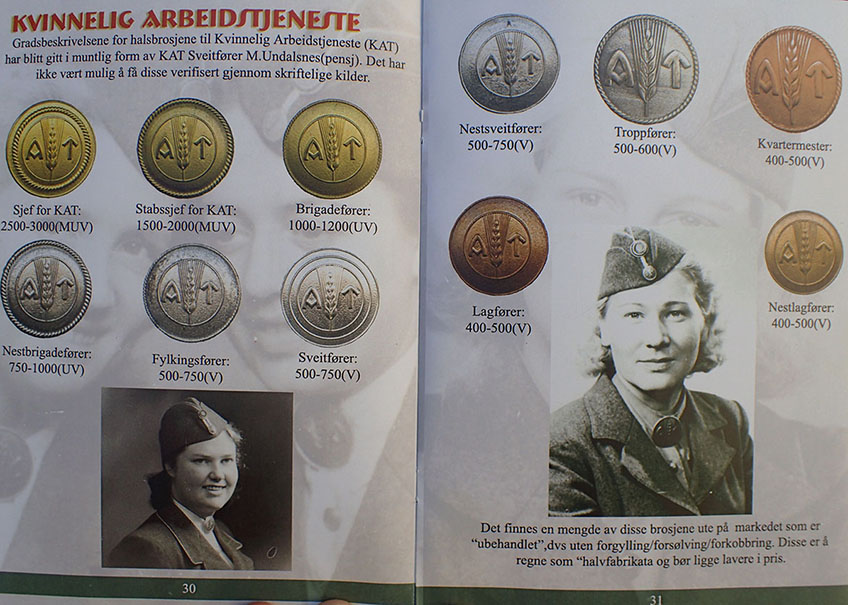 KVINNELIG ARBEIDSTJENESTE
Gradsbeskrivelsene for halsbrosjene til Kvinnelig Arbeidstjeneste (KAT)
har blitt gitt i muntlig form av KAT Sveitfører M.Undalsnes(pensj). Det har
ikke vært mulig å få disse verifisert gjennom skriftelige kilder.
A T
A T
A T
Sjef for KAT:
2500-3000(MUV)
Stabssjef for KAT:
1500-2000(MUV)
Brigadefører:
1000-1200(UV)
A T
A T
A T
Nestbrigadefører:
750-1000(UV)
Fylkingsfører:
500-750(V)
Sveitfører:
500-750(V)
30
A T
A T
A T
Nestsveitfører:
500-750(V)
Troppfører:
500-600(V)
Kvartermester:
400-500(V)
A T
A T
Lagfører:
400-500(V)
Nestlagfører:
400-500(V)
Det finnes en mengde av disse brosjene ute på markedet som er
"ubehandlet",dvs uten forgylling/forsølving/forkobbring. Disse er å
regne som "halvfabrikata og bør ligge lavere i pris.
31